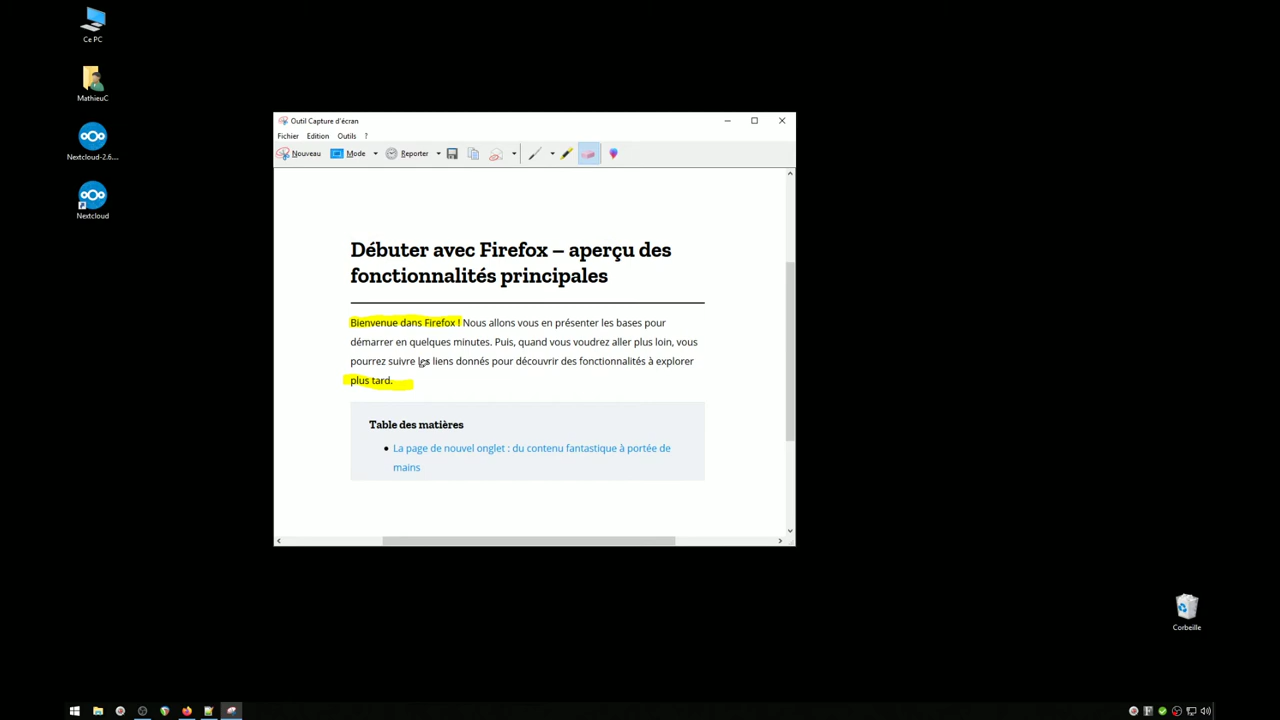 Ce PC
MathieuC
Nextcloud-2.6....
Nextcloud
Outil Capture d'écran
Fichier Edition Outils ?
Nouveau Mode Reporter
Débuter avec Firefox – aperçu des
fonctionnalités principales
Bienvenue dans Firefox ! Nous allons vous en présenter les bases pour
démarrer en quelques minutes. Puis, quand vous voudrez aller plus loin, vous
pourrez suivre les liens donnés pour découvrir des fonctionnalités à explorer
plus tard.
Table des matières
La page de nouvel onglet : du contenu fantastique à portée de
mains
Corbeille